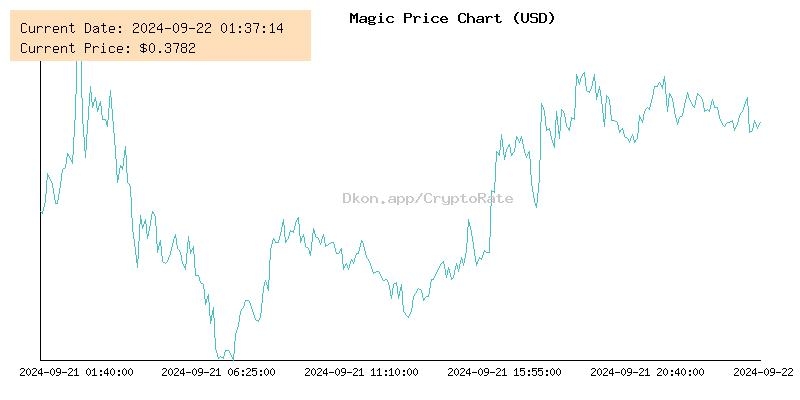 Magic Price Chart (USD)
Current Date: 2024-09-22 01:37:14
Current Price: $0.3782
Dkon.app/CryptoRate
2024-09-21 01:40:00
2024-09-21 06:25:00
2024-09-21 11:10:00
2024-09-21 15:55:00
2024-09-21 20:40:00
2024-09-22